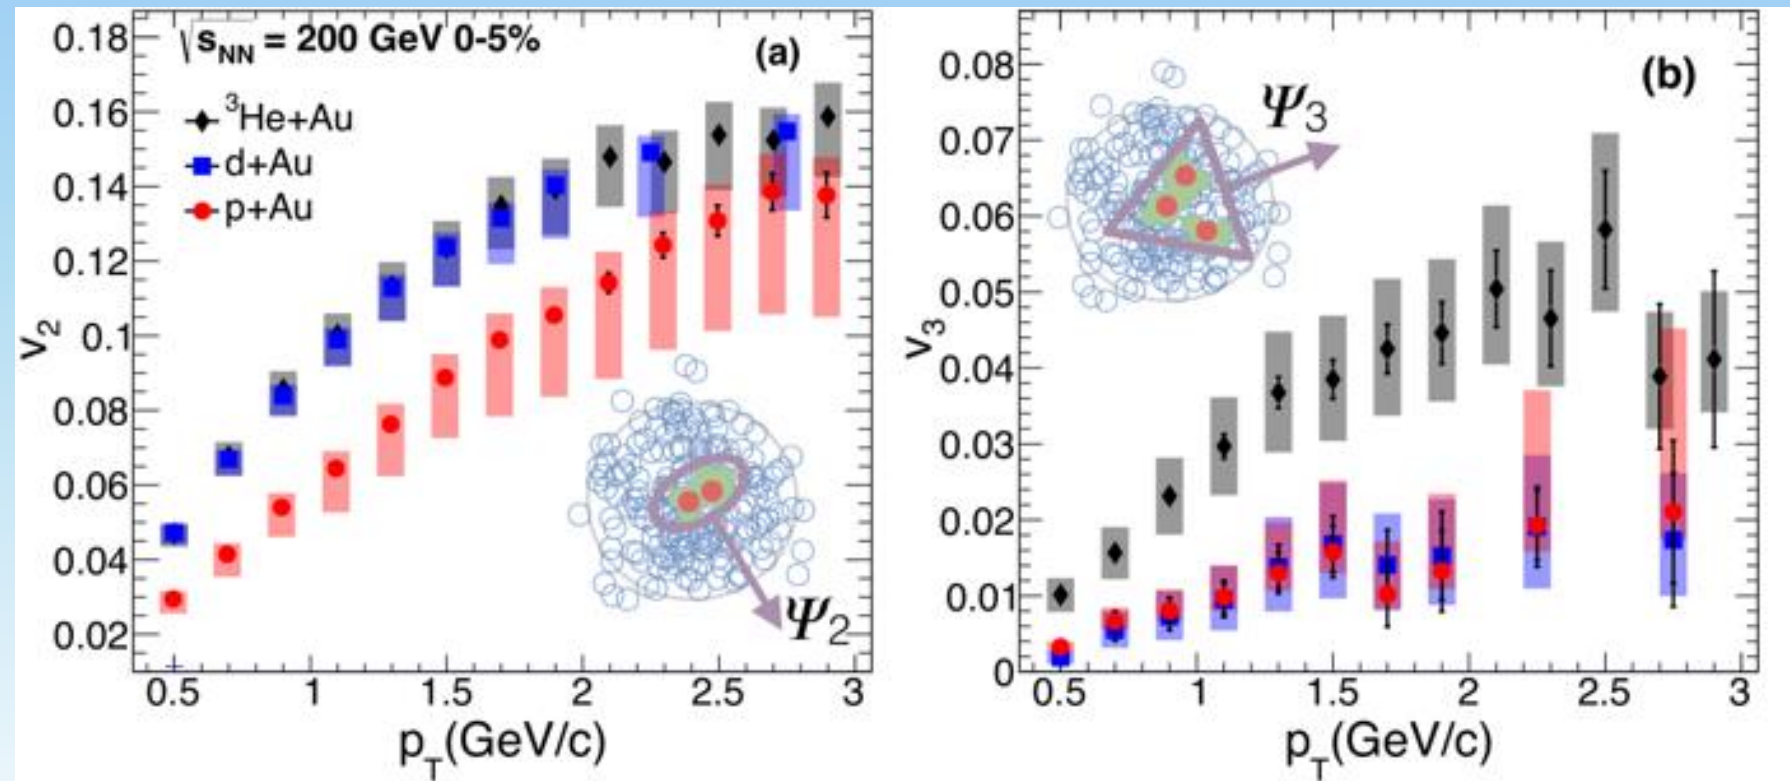 √s_NN = 200 GeV 0-5%
(a)
³He+Au
d+Au
p+Au
v₂
0.18
0.16
0.14
0.12
0.1
0.08
0.06
0.04
0.02
Ψ₂
0.5 1 1.5 2 2.5 3
p_T(GeV/c)
(b)
Ψ₃
v₃
0.08
0.07
0.06
0.05
0.04
0.03
0.02
0.01
0
0.5 1 1.5 2 2.5 3
p_T(GeV/c)